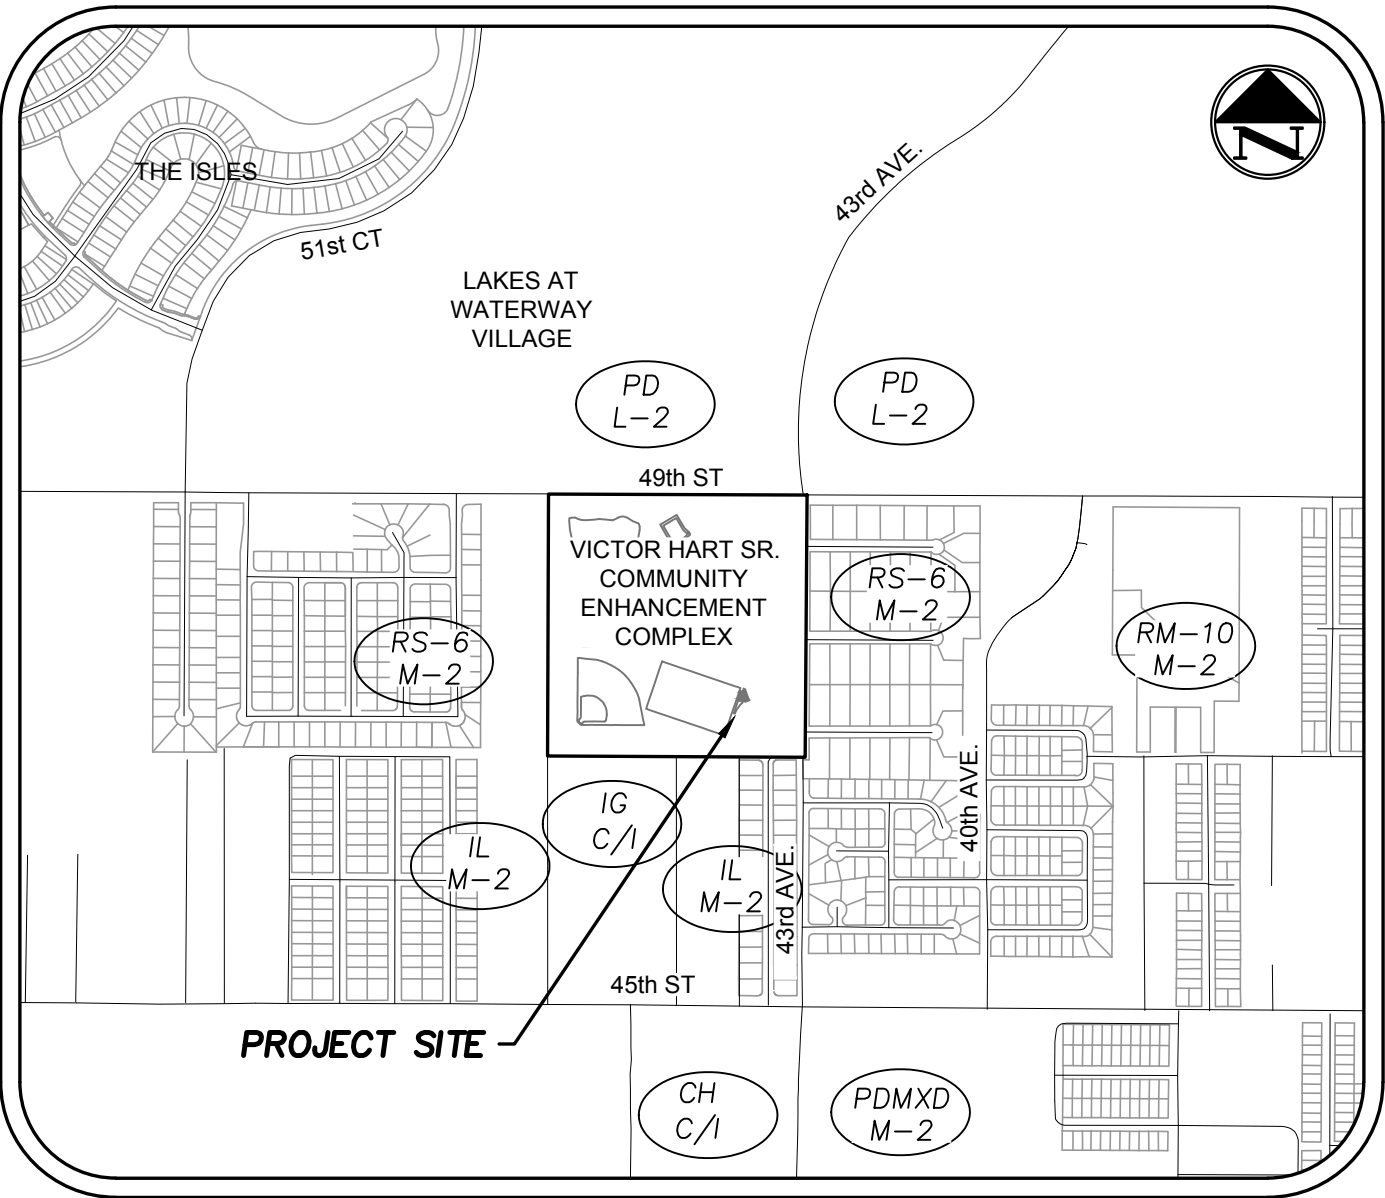 N
THE ISLES
43rd AVE.
51st CT
LAKES AT
WATERWAY
VILLAGE
PD
L-2
PD
L-2
49th ST
VICTOR HART SR.
COMMUNITY
ENHANCEMENT
COMPLEX
RS-6
M-2
RS-6
M-2
RM-10
M-2
40th AVE.
IG
C/I
IL
M-2
IL
M-2
43rd AVE.
45th ST
PROJECT SITE
CH
C/I
PDMXD
M-2